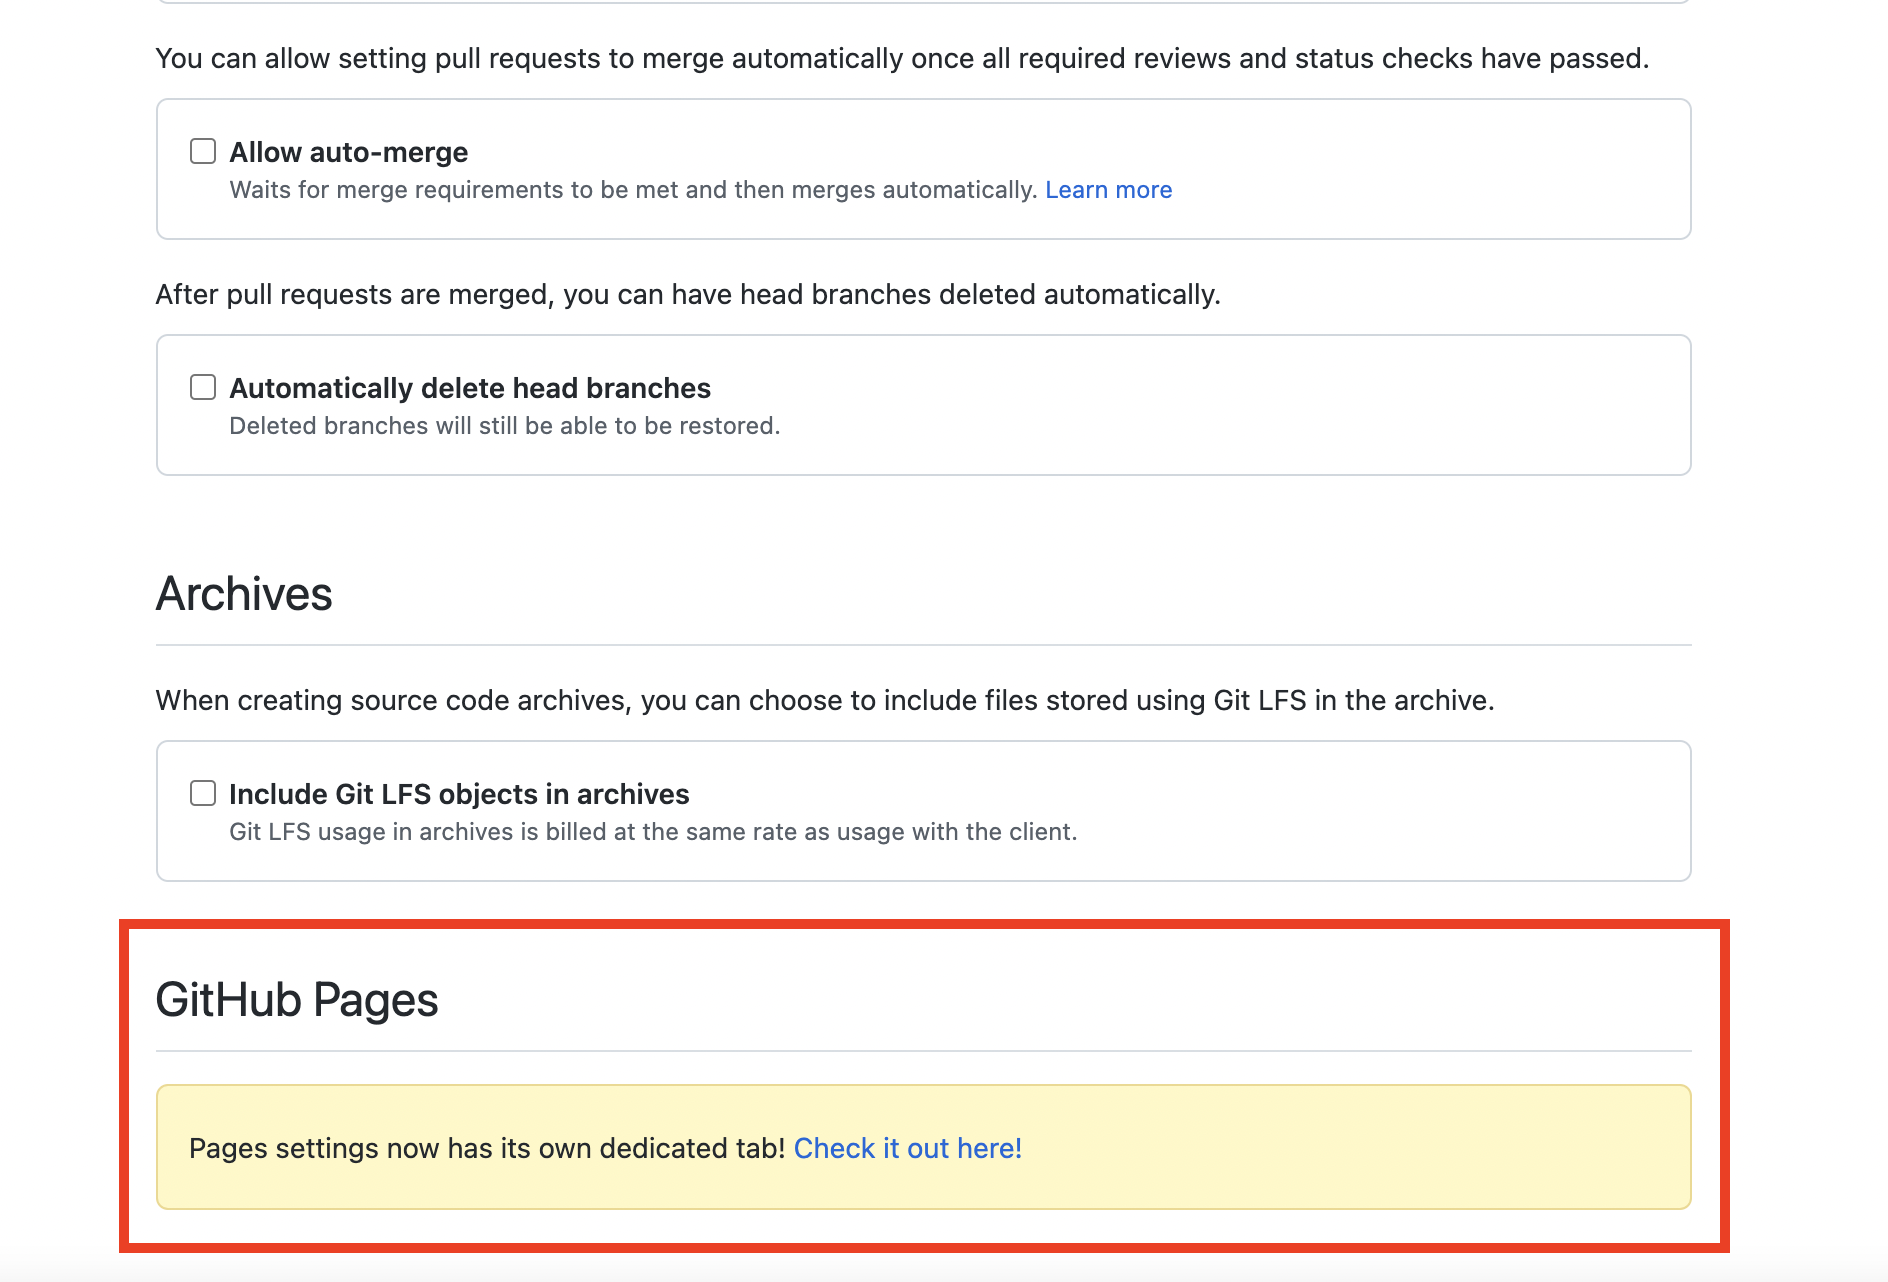 You can allow setting pull requests to merge automatically once all required reviews and status checks have passed.
Allow auto-merge
Waits for merge requirements to be met and then merges automatically. Learn more
After pull requests are merged, you can have head branches deleted automatically.
Automatically delete head branches
Deleted branches will still be able to be restored.
Archives
When creating source code archives, you can choose to include files stored using Git LFS in the archive.
Include Git LFS objects in archives
Git LFS usage in archives is billed at the same rate as usage with the client.
GitHub Pages
Pages settings now has its own dedicated tab! Check it out here!